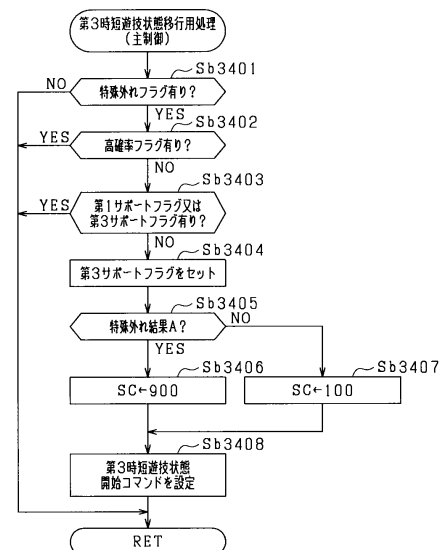 第3時短遊技状態移行用処理
(主制御)
Sb3401
NO
特殊外れフラグ有り?
YES
Sb3402
YES
高確率フラグ有り?
NO
Sb3403
YES
第1サポートフラグ又は
第3サポートフラグ有り?
NO
Sb3404
第3サポートフラグをセット
Sb3405
特殊外れ結果A?
NO
YES
Sb3406
Sb3407
SC←900
SC←100
Sb3408
第3時短遊技状態
開始コマンドを設定
RET